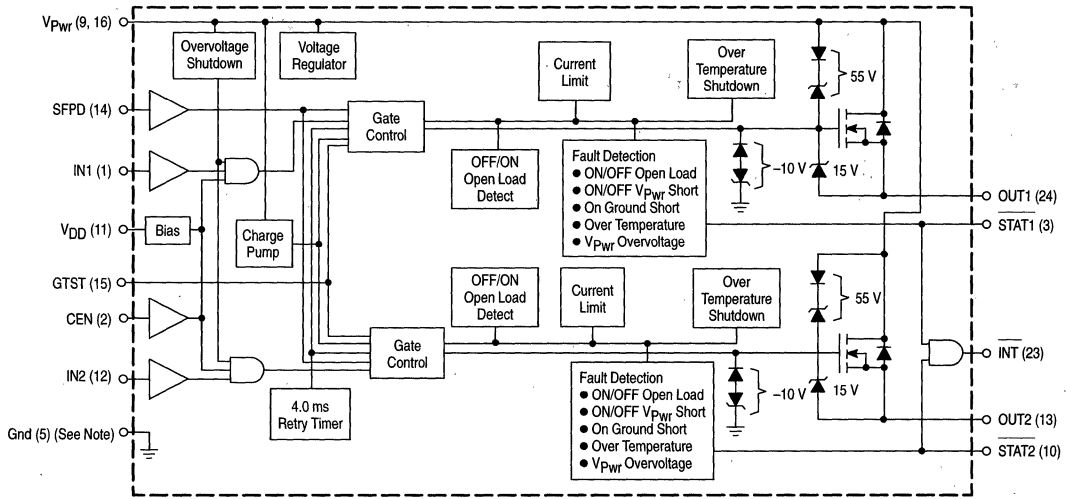 VPwr (9, 16)
Overvoltage
Shutdown
Voltage
Regulator
Current
Limit
Over
Temperature
Shutdown
55 V
SFPD (14)
Gate
Control
IN1 (1)
OFF/ON
Open Load
Detect
Fault Detection
● ON/OFF Open Load
● ON/OFF VPwr Short
● On Ground Short
● Over Temperature
● VPwr Overvoltage
–10 V
15 V
OUT1 (24)
STAT1 (3)
VDD (11)
Bias
Charge
Pump
GTST (15)
OFF/ON
Open Load
Detect
Current
Limit
Over
Temperature
Shutdown
55 V
CEN (2)
Gate
Control
INT (23)
IN2 (12)
4.0 ms
Retry Timer
Fault Detection
● ON/OFF Open Load
● ON/OFF VPwr Short
● On Ground Short
● Over Temperature
● VPwr Overvoltage
–10 V
15 V
OUT2 (13)
Gnd (5) (See Note)
STAT2 (10)